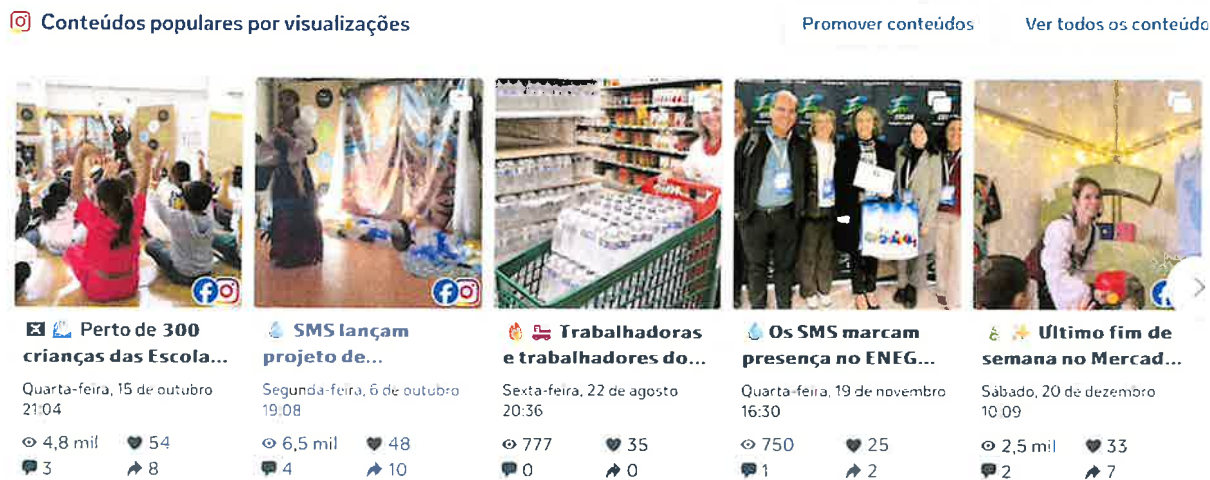 Conteúdos populares por visualizações
Promover conteúdos
Ver todos os conteúdo
Perto de 300
crianças das Escola...
Quarta-feira, 15 de outubro
21:04
4,8 mil 54
3 8
SMS lançam
projeto de...
Segunda-feira, 6 de outubro
19:08
6,5 mil 48
4 10
Trabalhadoras
e trabalhadores do...
Sexta-feira, 22 de agosto
20:36
777 35
0 0
Os SMS marcam
presença no ENEG...
Quarta-feira, 19 de novembro
16:30
750 25
1 2
Último fim de
semana no Mercad...
Sábado, 20 de dezembro
10:09
2,5 mil 33
2 7